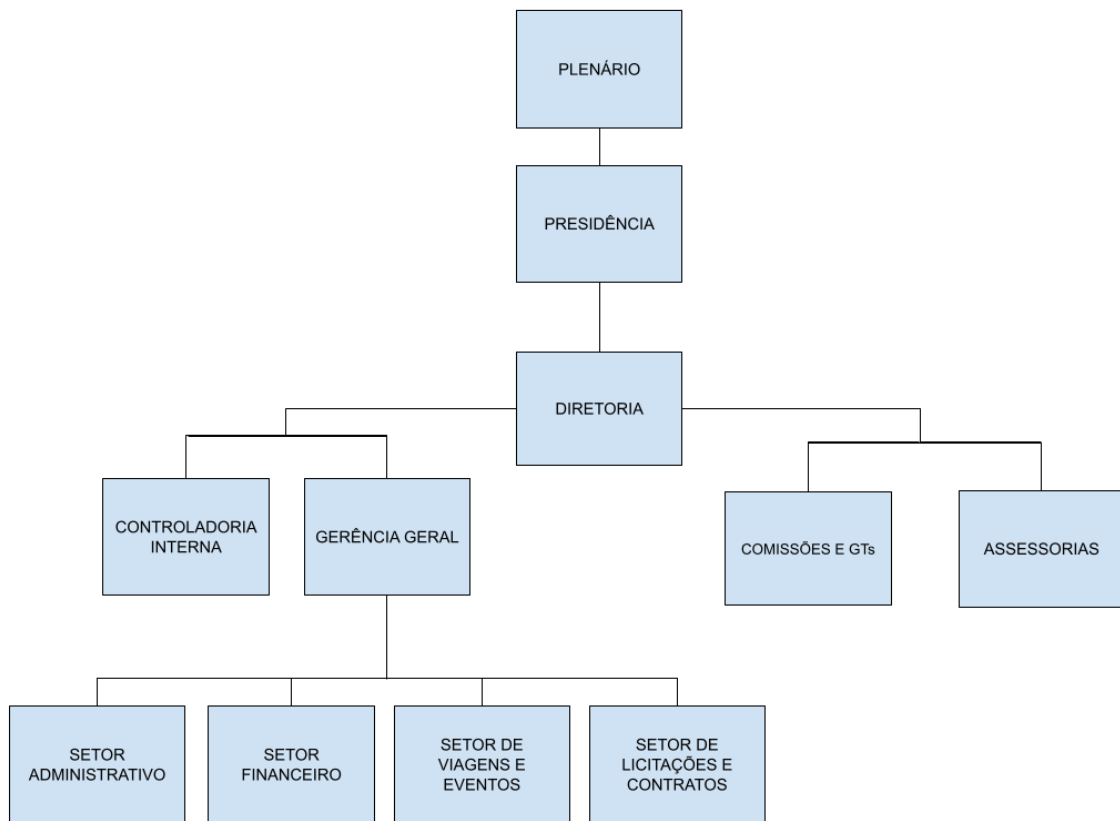 PLENÁRIO
PRESIDÊNCIA
DIRETORIA
CONTROLADORIA
INTERNA
GERÊNCIA GERAL
COMISSÕES E GTs
ASSESSORIAS
SETOR
ADMINISTRATIVO
SETOR
FINANCEIRO
SETOR DE
VIAGENS E
EVENTOS
SETOR DE
LICITAÇÕES E
CONTRATOS